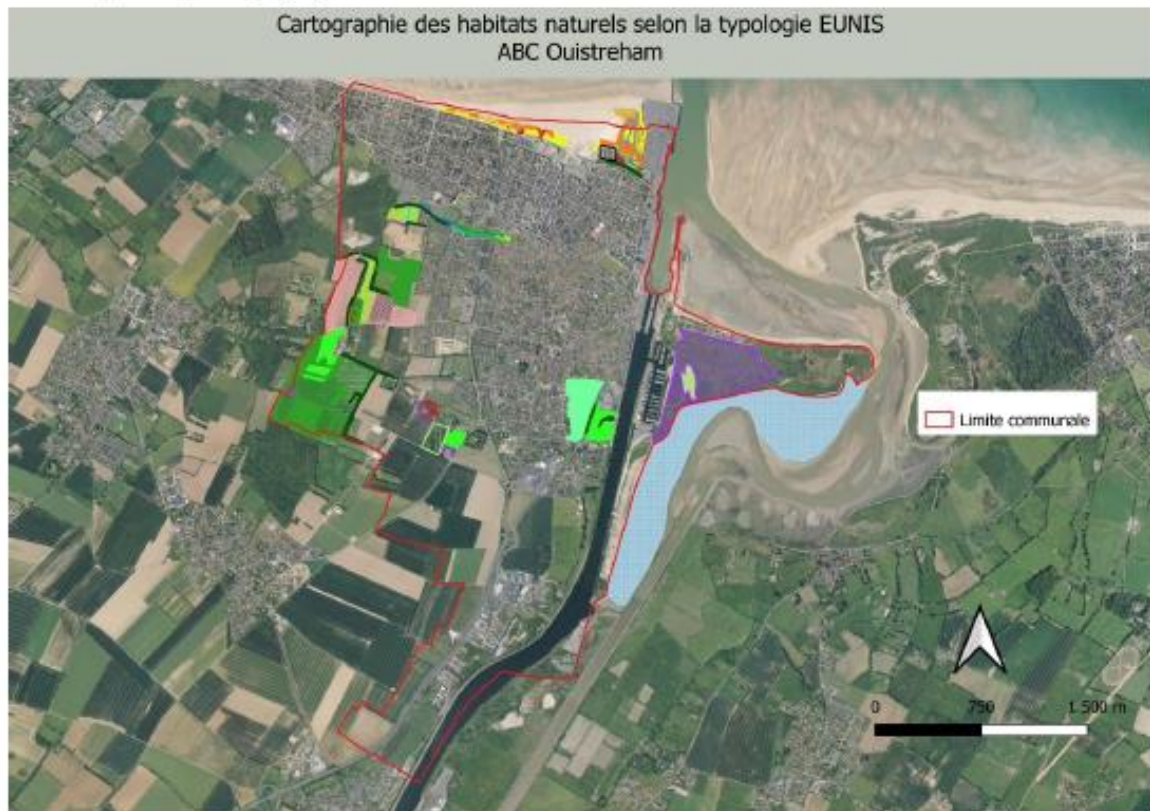 Cartographie des habitats naturels selon la typologie EUNIS
ABC Ouistreham
Limite communale
0 750 1 500 m